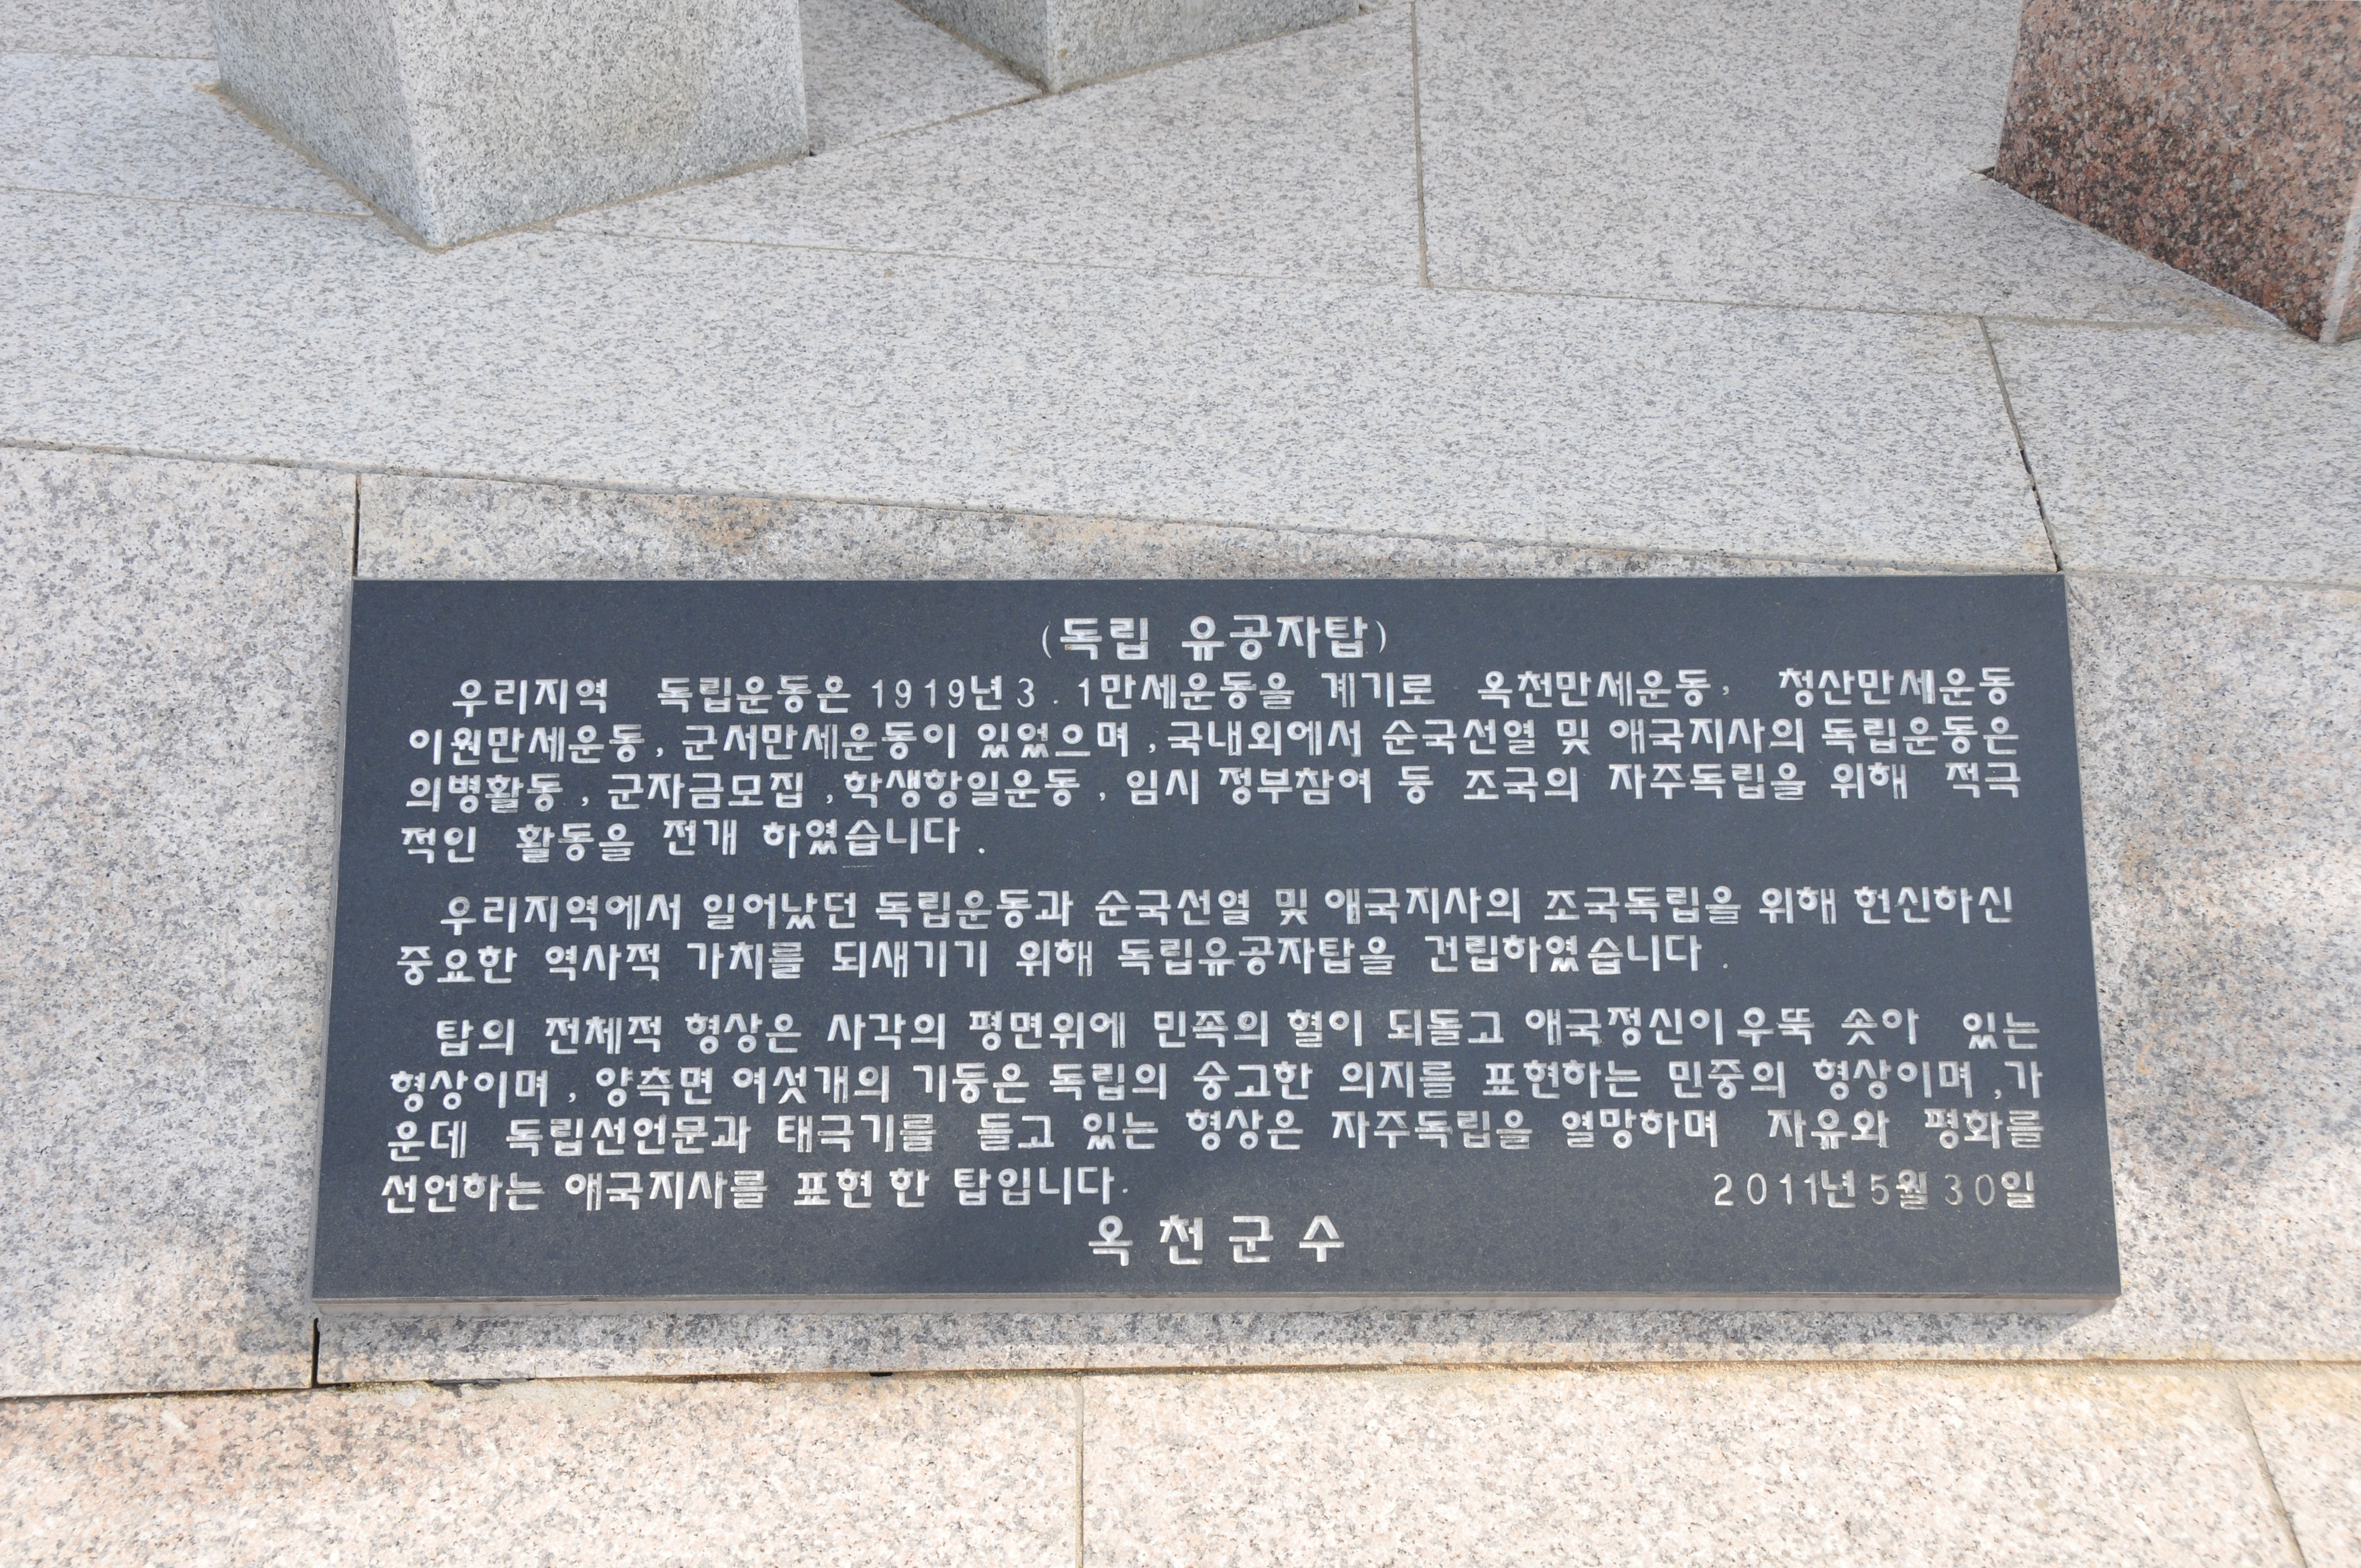 (독립 유공자탑)
우리지역 독립운동은 1919년 3.1만세운동을 계기로 옥천만세운동, 청산만세운동
이원만세운동, 군서만세운동이 있었으며, 국내외에서 순국선열 및 애국지사의 독립운동은
의병활동, 군자금모집, 학생항일운동, 임시 정부참여 등 조국의 자주독립을 위해 적극
적인 활동을 전개 하였습니다.
우리지역에서 일어났던 독립운동과 순국선열 및 애국지사의 조국독립을 위해 헌신하신
중요한 역사적 가치를 되새기기 위해 독립유공자탑을 건립하였습니다.
탑의 전체적 형상은 사각의 평면위에 민족의 혈이 되돌고 애국정신이 우뚝 솟아 있는
형상이며, 양측면 여섯개의 기둥은 독립의 숭고한 의지를 표현하는 민중의 형상이며, 가
운데 독립선언문과 태극기를 들고 있는 형상은 자주독립을 열망하며 자유와 평화를
선언하는 애국지사를 표현 한 탑입니다. 2011년 5월 30일
옥천군수